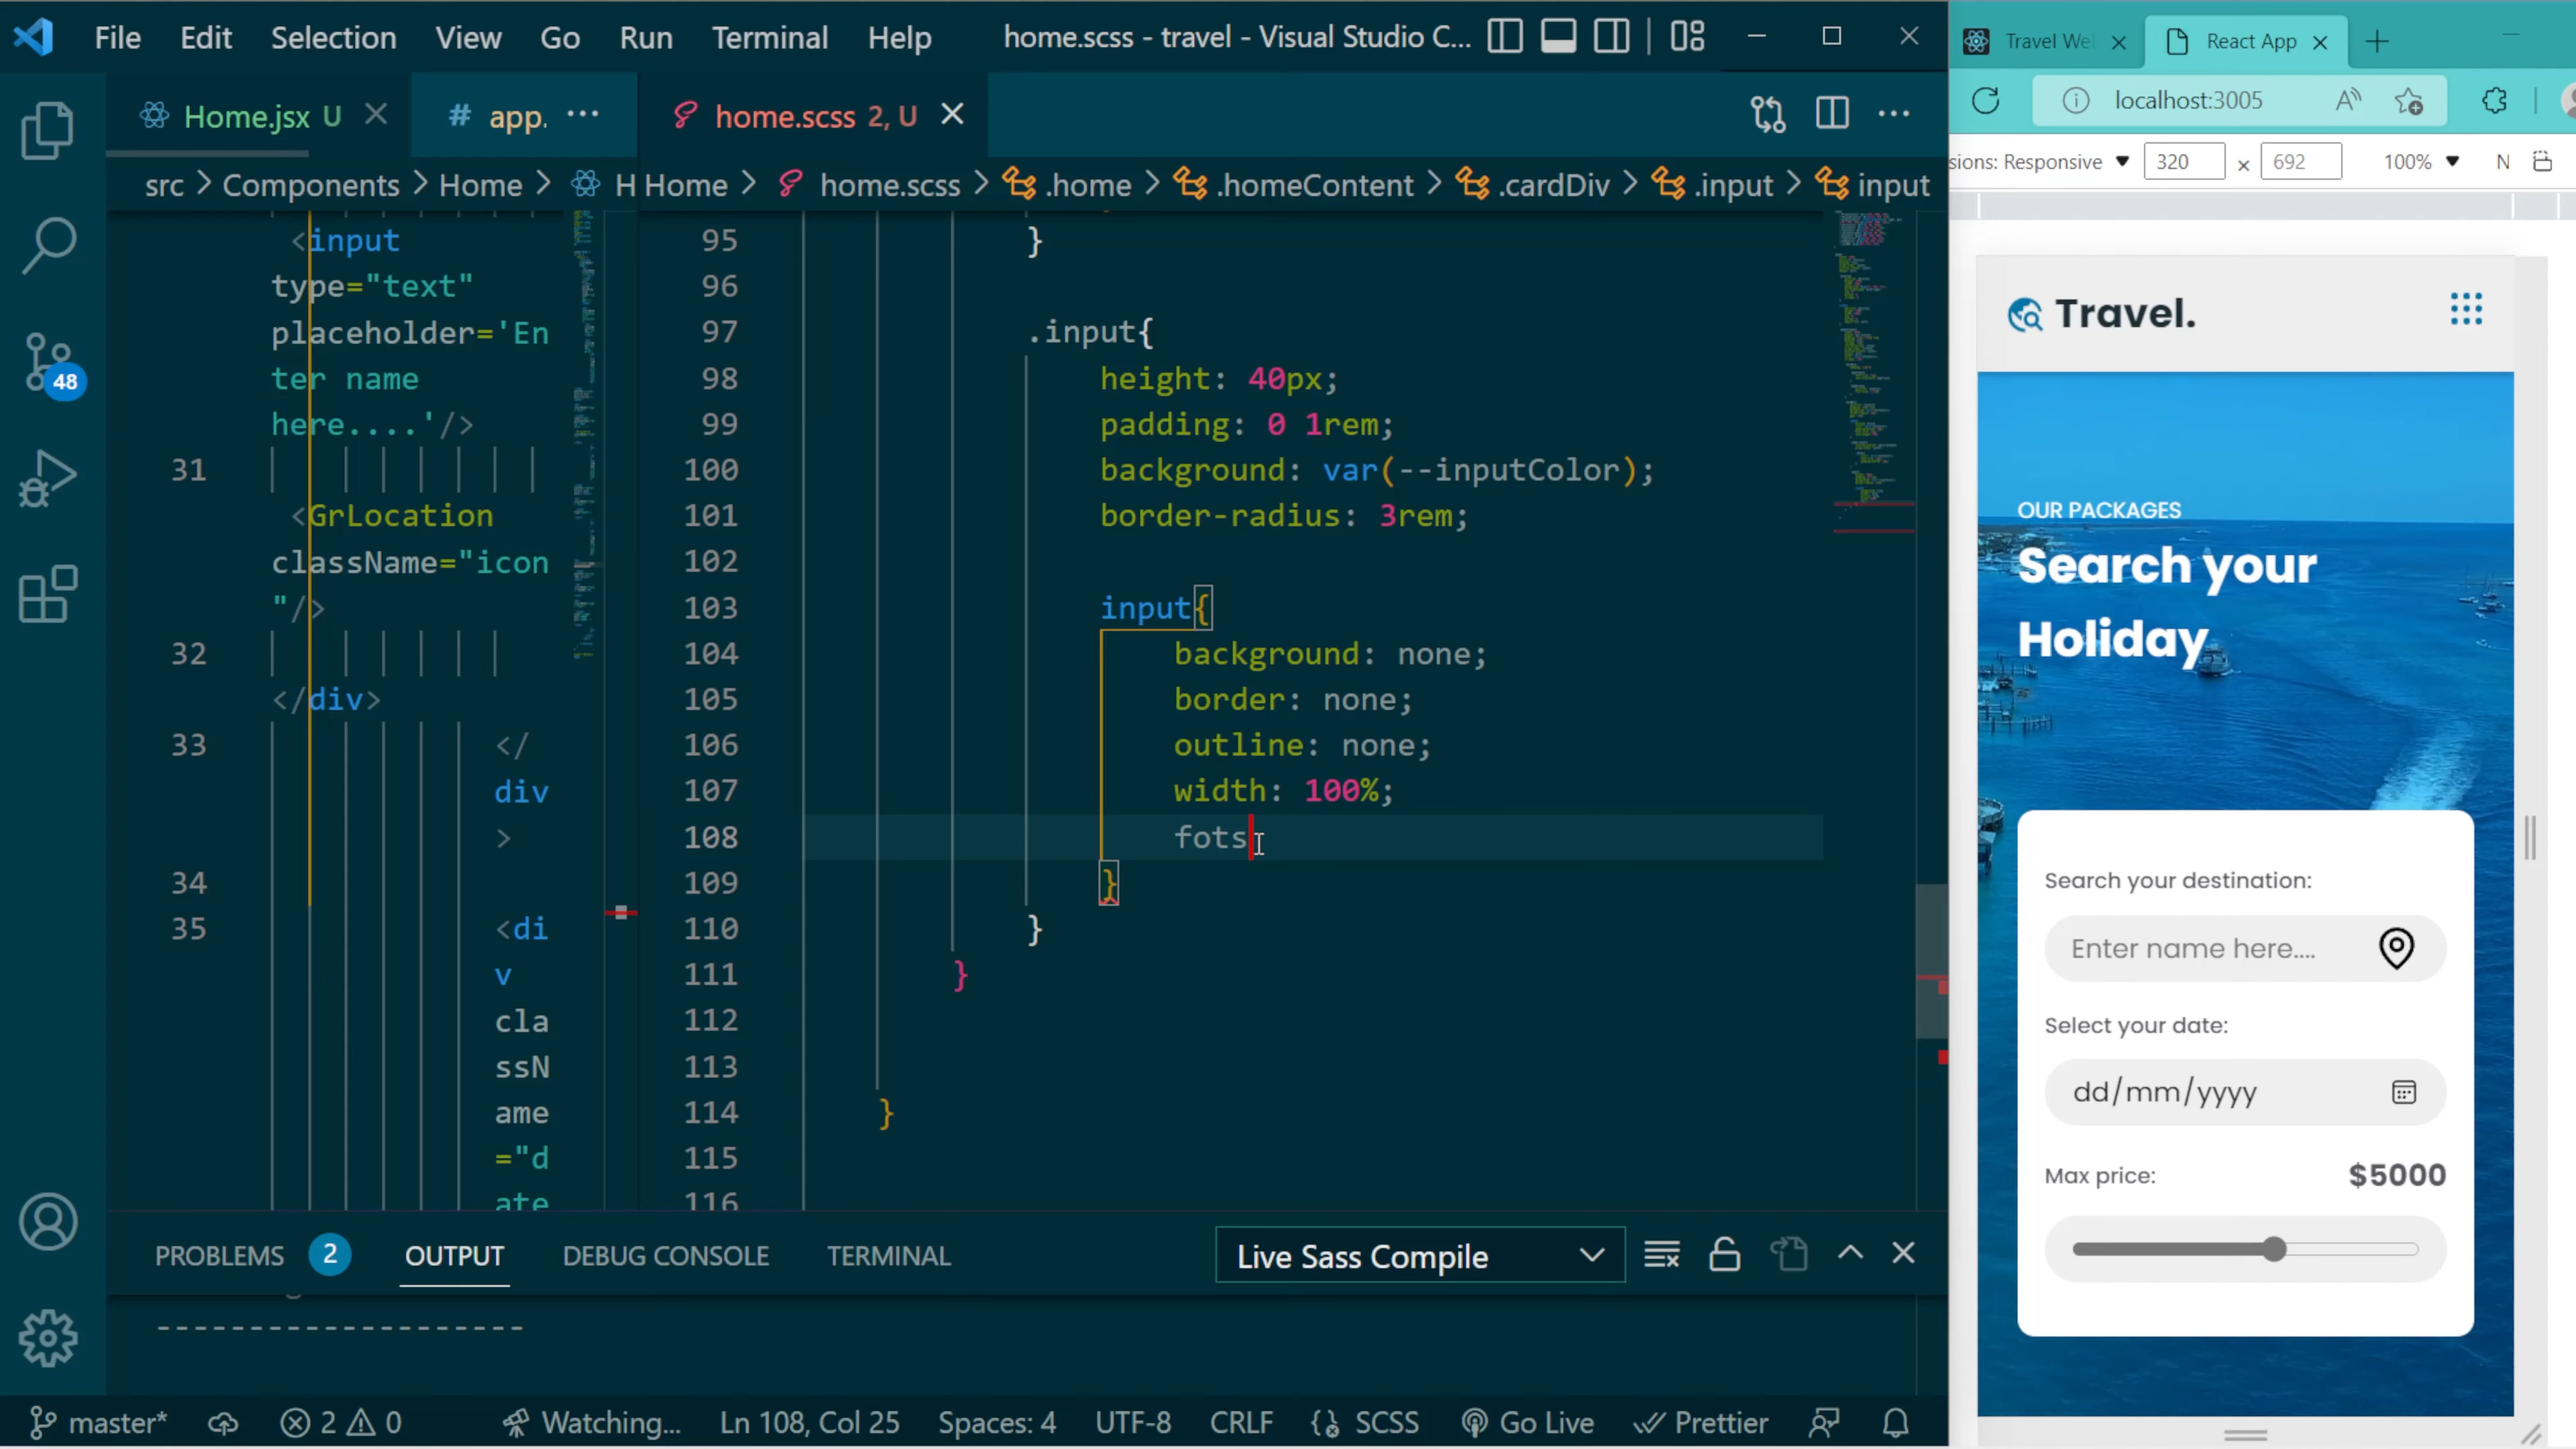 File Edit Selection View Go Run Terminal Help home.scss - travel - Visual Studio C...
Home.jsx U
# app. ...
home.scss 2, U
src > Components > Home > H
Home > home.scss > .home > .homeContent > .cardDiv > .input > input
<input
type="text"
placeholder='En
ter name
here....'/>
31
<GrLocation
className="icon
"/>
32
</div>
33
</
div
>
34
35
<di
v
cla
ssN
ame
="d
ate
95 }
96
97 .input{
98 height: 40px;
99 padding: 0 1rem;
100 background: var(--inputColor);
101 border-radius: 3rem;
102
103 input{
104 background: none;
105 border: none;
106 outline: none;
107 width: 100%;
108 fots
109 }
110 }
111 }
112
113
114 }
115
116
48
PROBLEMS 2 OUTPUT DEBUG CONSOLE TERMINAL Live Sass Compile
--------------------
master* 2 0 Watching... Ln 108, Col 25 Spaces: 4 UTF-8 CRLF SCSS Go Live Prettier
Travel We
React App
localhost:3005
sions: Responsive 320 × 692 100% N
Travel.
OUR PACKAGES
Search your
Holiday
Search your destination:
Enter name here....
Select your date:
dd/mm/yyyy
Max price: $5000